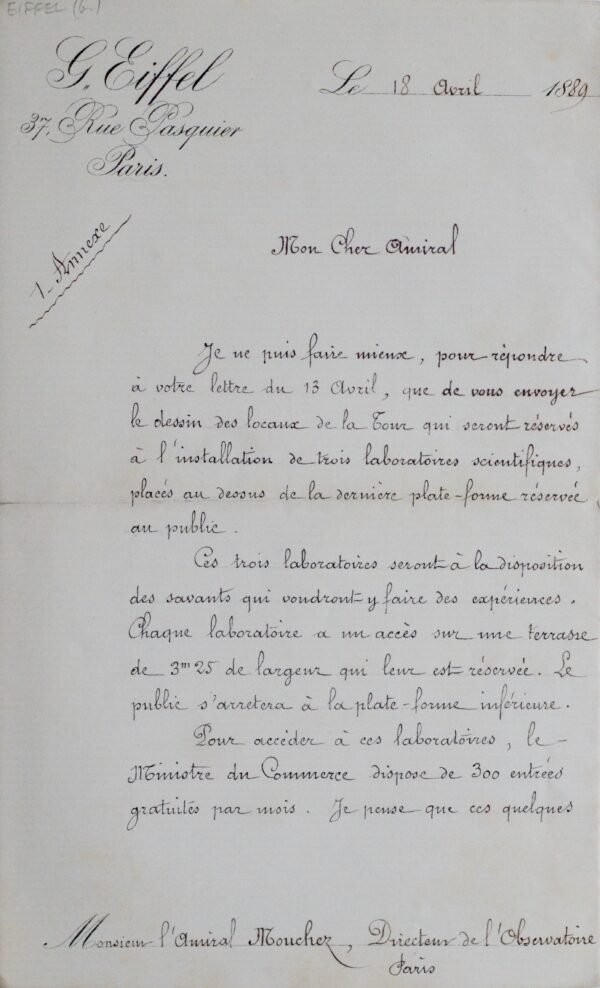 EIFFEL (G.)
G. Eiffel
37, Rue Pasquier
Paris.
Le 18 Avril 1889
1 - Annexe
Mon Cher Amiral
Je ne puis faire mieux, pour répondre
à votre lettre du 13 Avril, que de vous envoyer
le dessin des locaux de la Tour qui seront réservés
à l'installation de trois laboratoires scientifiques,
placés au dessus de la dernière plate-forme réservée
au public.
Ces trois laboratoires seront à la disposition
des savants qui voudront y faire des expériences.
Chaque laboratoire a un accès sur une terrasse
de 3m25 de largeur qui leur est réservée. Le
public s'arretera à la plate-forme inférieure.
Pour accéder à ces laboratoires, le
Ministre du Commerce dispose de 300 entrées
gratuités par mois. Je pense que ces quelques
Monsieur l'Amiral Mouchez, Directeur de l'Observatoire
Paris